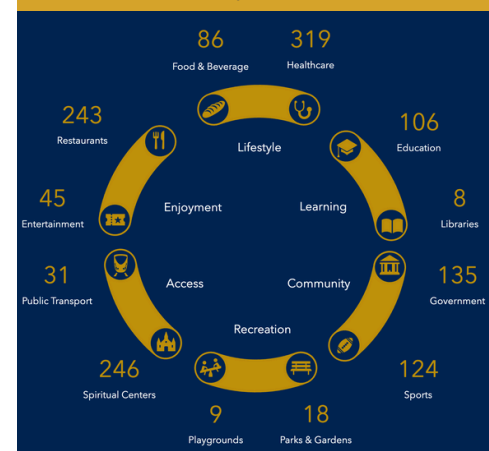 86
Food & Beverage
319
Healthcare
243
Restaurants
106
Education
Lifestyle
45
Entertainment
Enjoyment
Learning
8
Libraries
31
Public Transport
Access
Community
135
Government
Recreation
246
Spiritual Centers
124
Sports
9
Playgrounds
18
Parks & Gardens